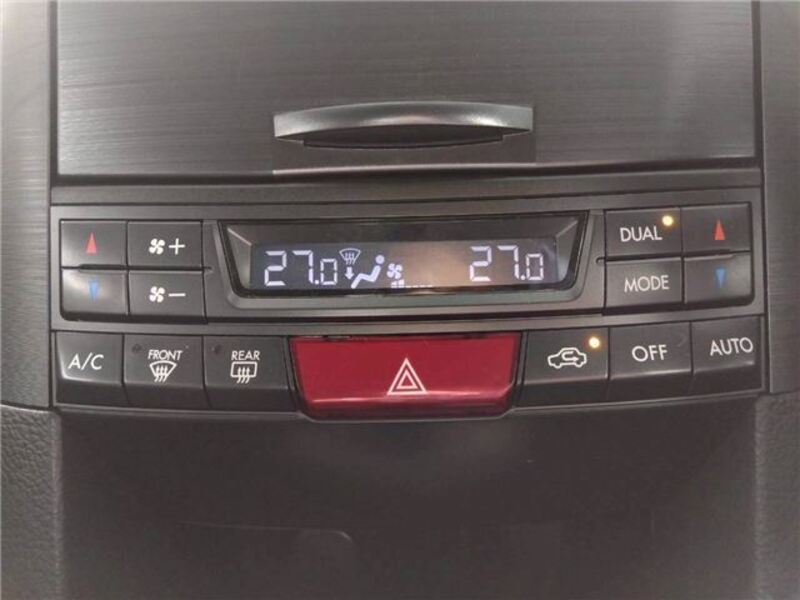 + 27.0 27.0 DUAL
- MODE
A/C FRONT REAR OFF AUTO